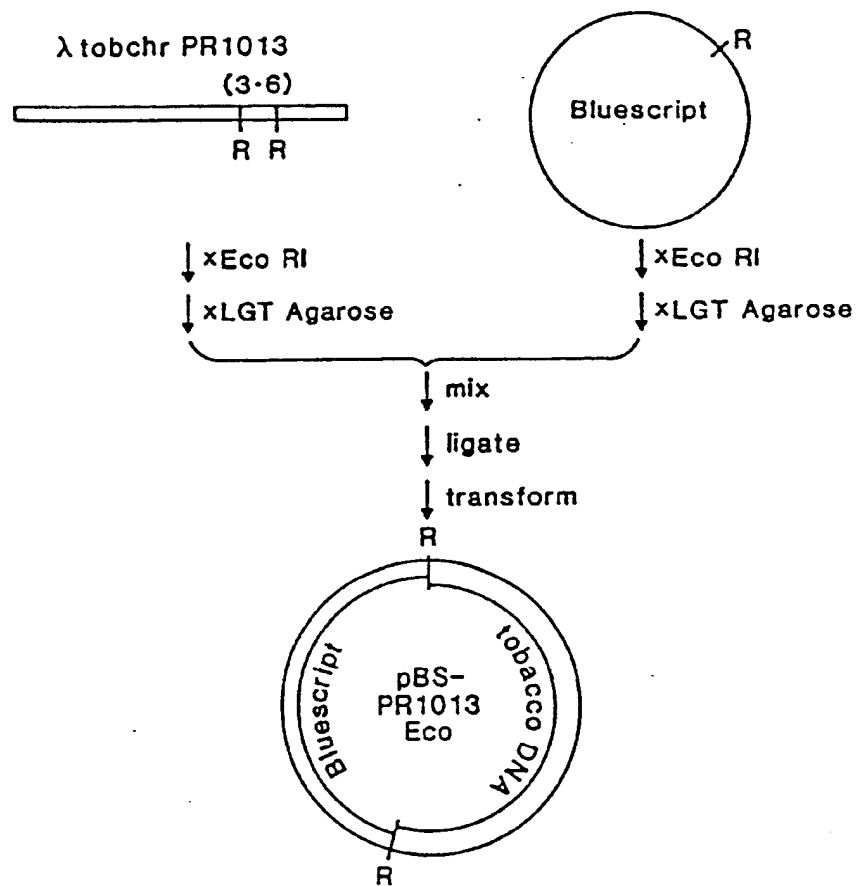 λ tobchr PR1013
(3·6)
R R
R
Bluescript
xEco RI
xLGT Agarose
xEco RI
xLGT Agarose
mix
ligate
transform
R
Bluescript
pBS-
PR1013
Eco
tobacco DNA
R